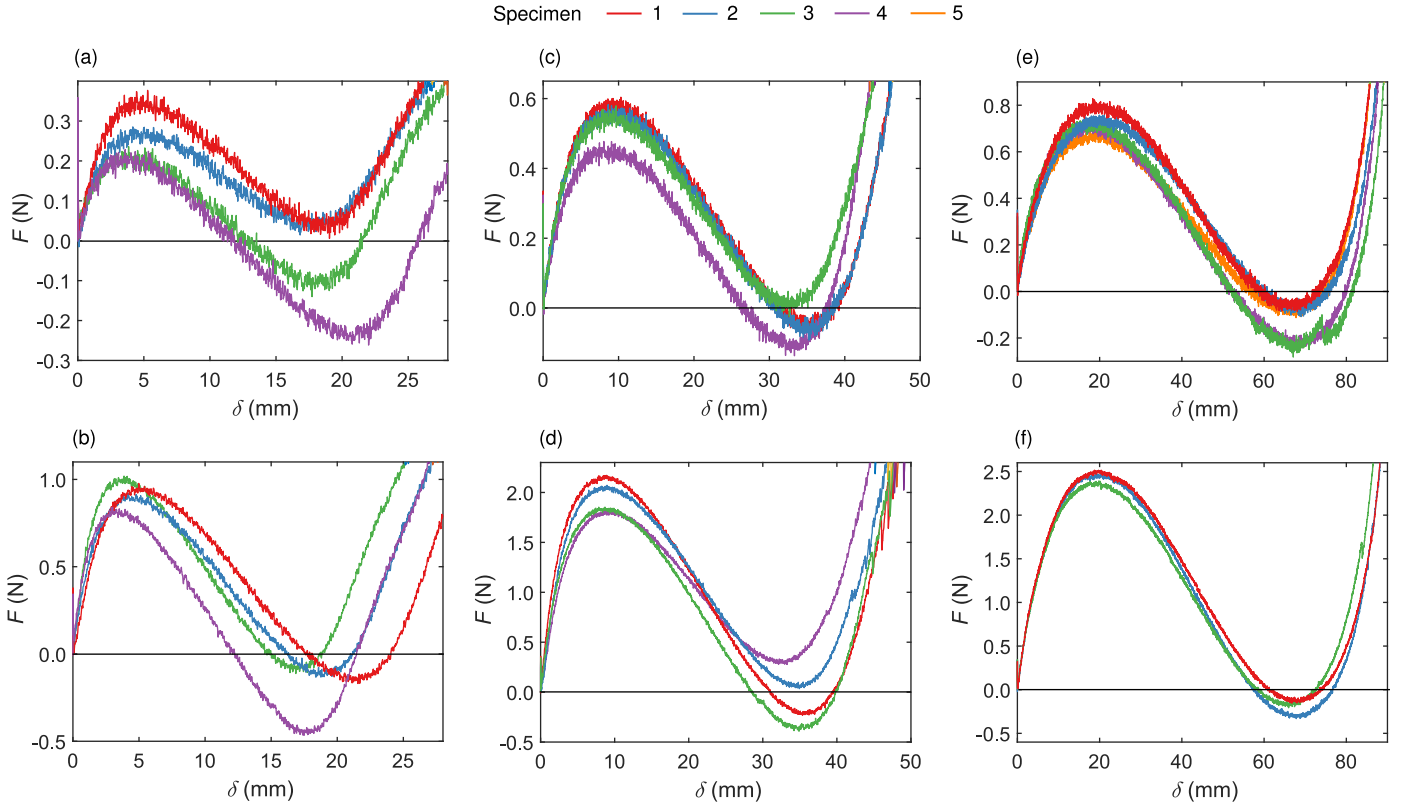 Specimen 1 2 3 4 5
(a)
F (N)
0.3
0.2
0.1
0.0
-0.1
-0.2
-0.3
0 5 10 15 20 25
δ (mm)
(c)
F (N)
0.6
0.4
0.2
0.0
0 10 20 30 40 50
δ (mm)
(e)
F (N)
0.8
0.6
0.4
0.2
0.0
-0.2
0 20 40 60 80
δ (mm)
(b)
F (N)
1.0
0.5
0.0
-0.5
0 5 10 15 20 25
δ (mm)
(d)
F (N)
2.0
1.5
1.0
0.5
0.0
-0.5
0 10 20 30 40 50
δ (mm)
(f)
F (N)
2.5
2.0
1.5
1.0
0.5
0.0
-0.5
0 20 40 60 80
δ (mm)